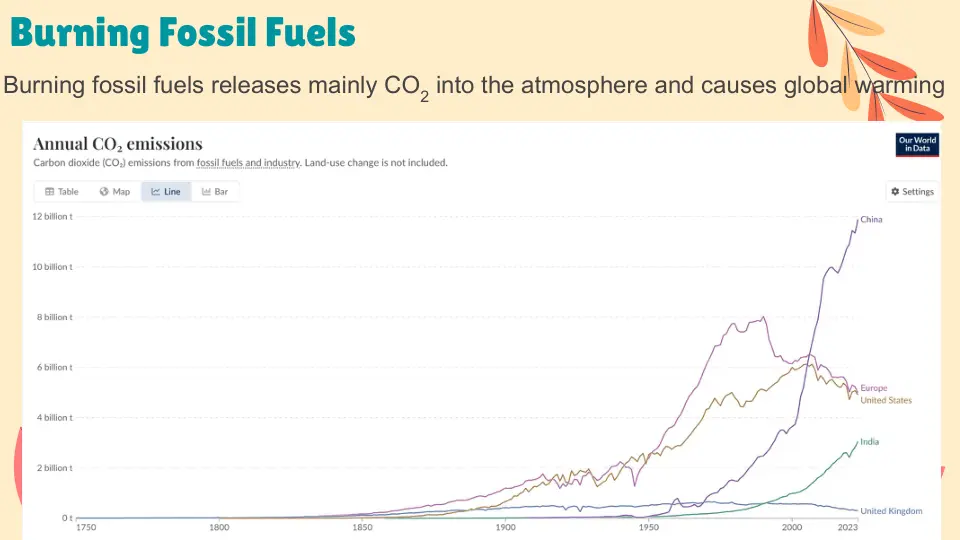 Burning Fossil Fuels
Burning fossil fuels releases mainly CO₂ into the atmosphere and causes global warming
Annual CO₂ emissions
Our World
in Data
Carbon dioxide (CO₂) emissions from fossil fuels and industry. Land-use change is not included.
Table Map Line Bar Settings
12 billion t
China
10 billion t
8 billion t
6 billion t
Europe
United States
4 billion t
India
2 billion t
United Kingdom
0 t
1750 1800 1850 1900 1950 2000 2023